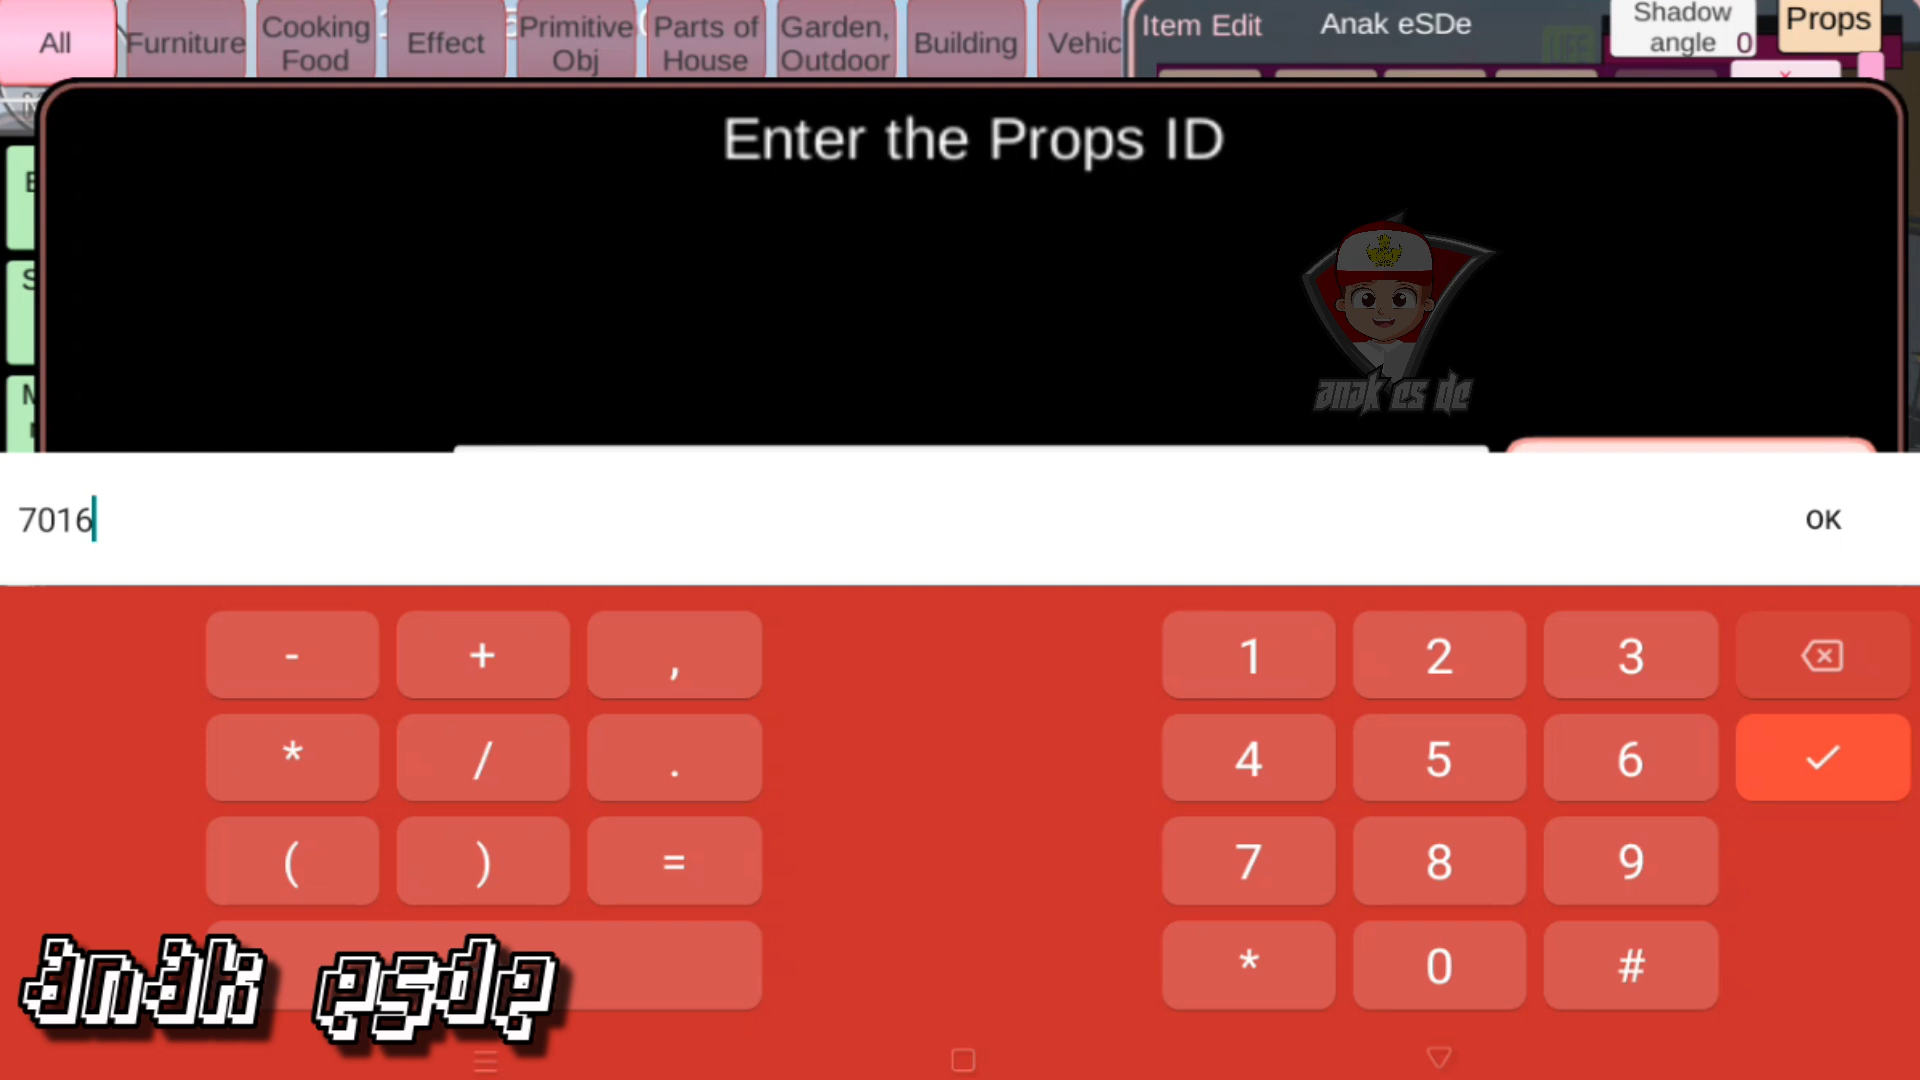 All
Furniture
Cooking
Food
Effect
Primitive
Obj
Parts of
House
Garden,
Outdoor
Building
Vehic
Item Edit
Anak eSDe
LIFE
Shadow
angle 0
Props
Enter the Props ID
anak es de
7016
OK
- + , 1 2 3
* / . 4 5 6
( ) = 7 8 9
* 0 #
anak esde